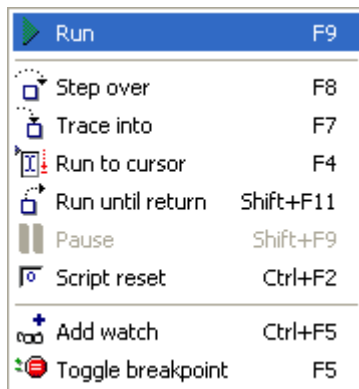 Run F9
Step over F8
Trace into F7
Run to cursor F4
Run until return Shift+F11
Pause Shift+F9
Script reset Ctrl+F2
Add watch Ctrl+F5
Toggle breakpoint F5